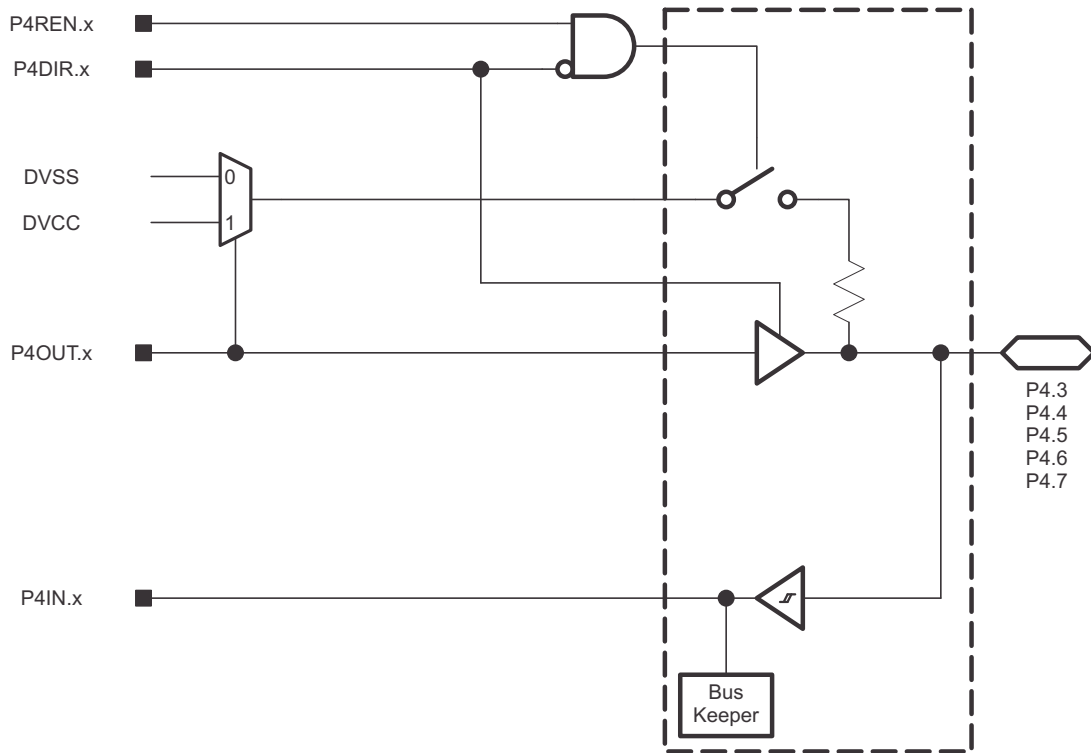 P4REN.x
P4DIR.x
DVSS
0
DVCC
1
P4OUT.x
P4.3
P4.4
P4.5
P4.6
P4.7
P4IN.x
Bus
Keeper